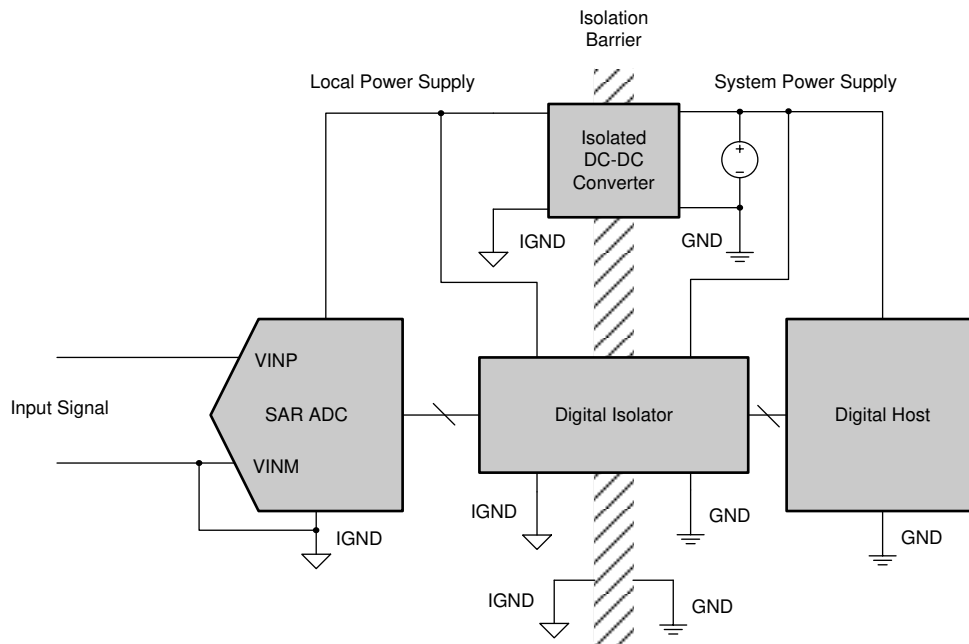 Isolation
Barrier
Local Power Supply
System Power Supply
Isolated
DC-DC
Converter
+
−
IGND
GND
VINP
Input Signal
SAR ADC
Digital Isolator
Digital Host
VINM
IGND
IGND
GND
GND
IGND
GND